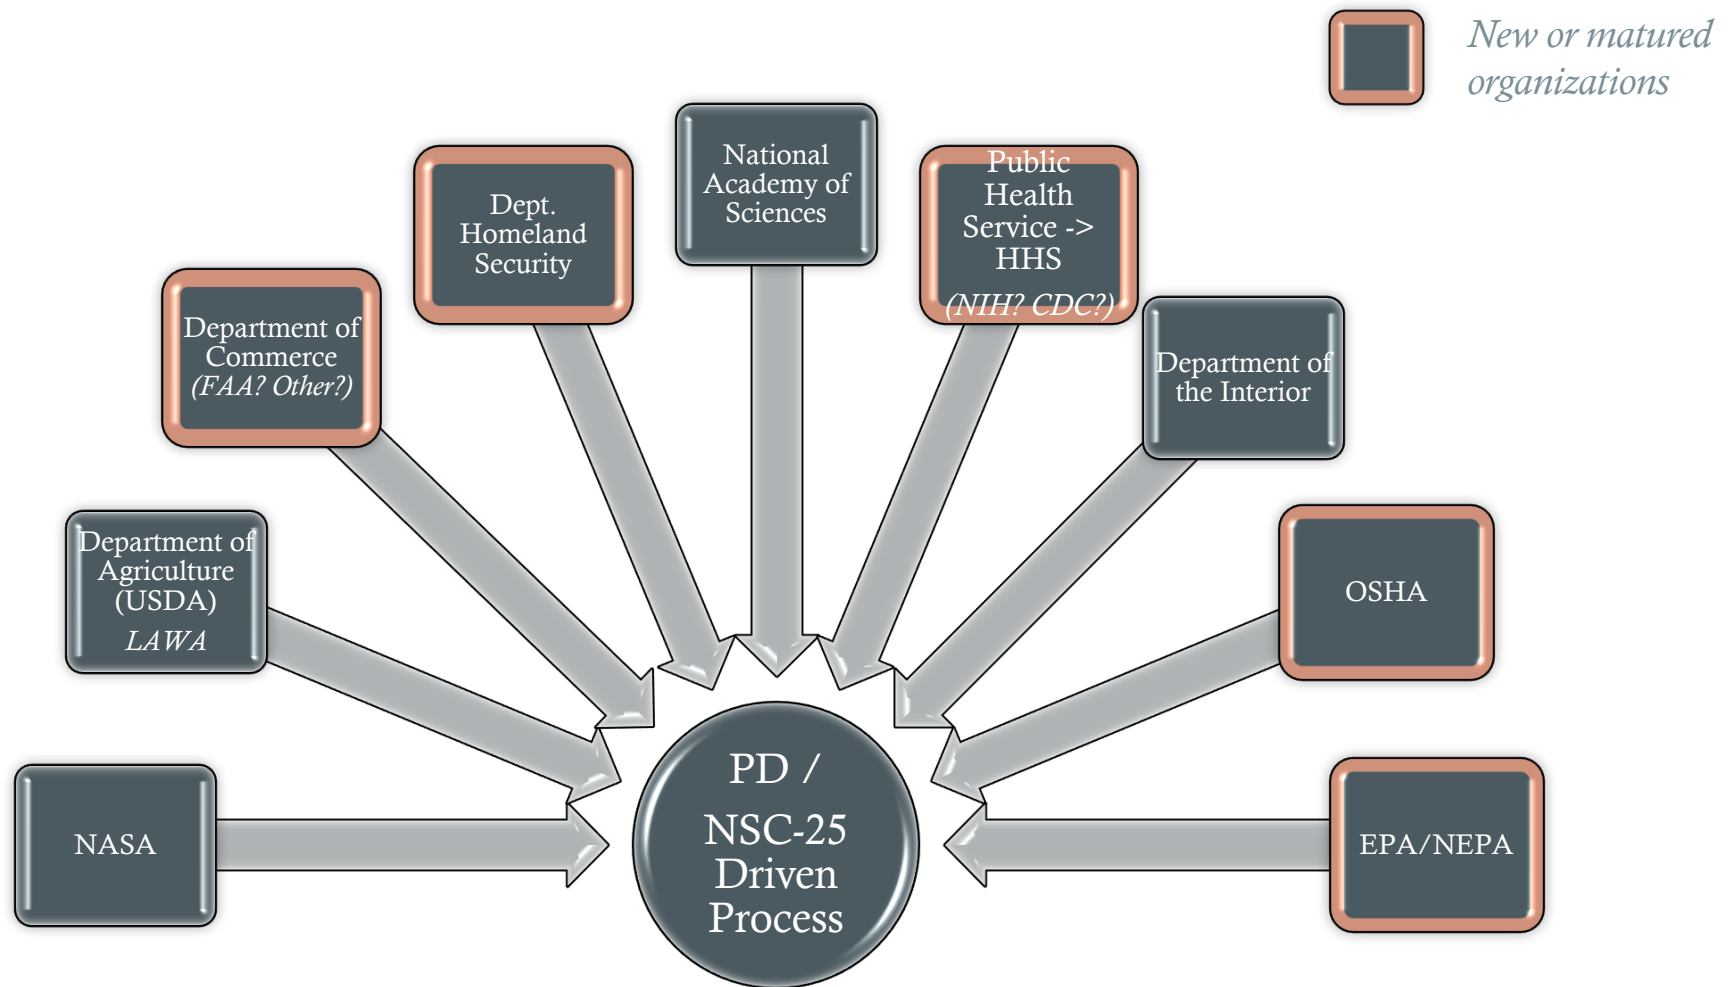 New or matured
organizations
National
Academy of
Sciences
Public
Health
Service ->
HHS
(NIH? CDC?)
Dept.
Homeland
Security
Department of
Commerce
(FAA? Other?)
Department of
the Interior
Department of
Agriculture
(USDA)
LAWA
OSHA
NASA
EPA/NEPA
PD /
NSC-25
Driven
Process